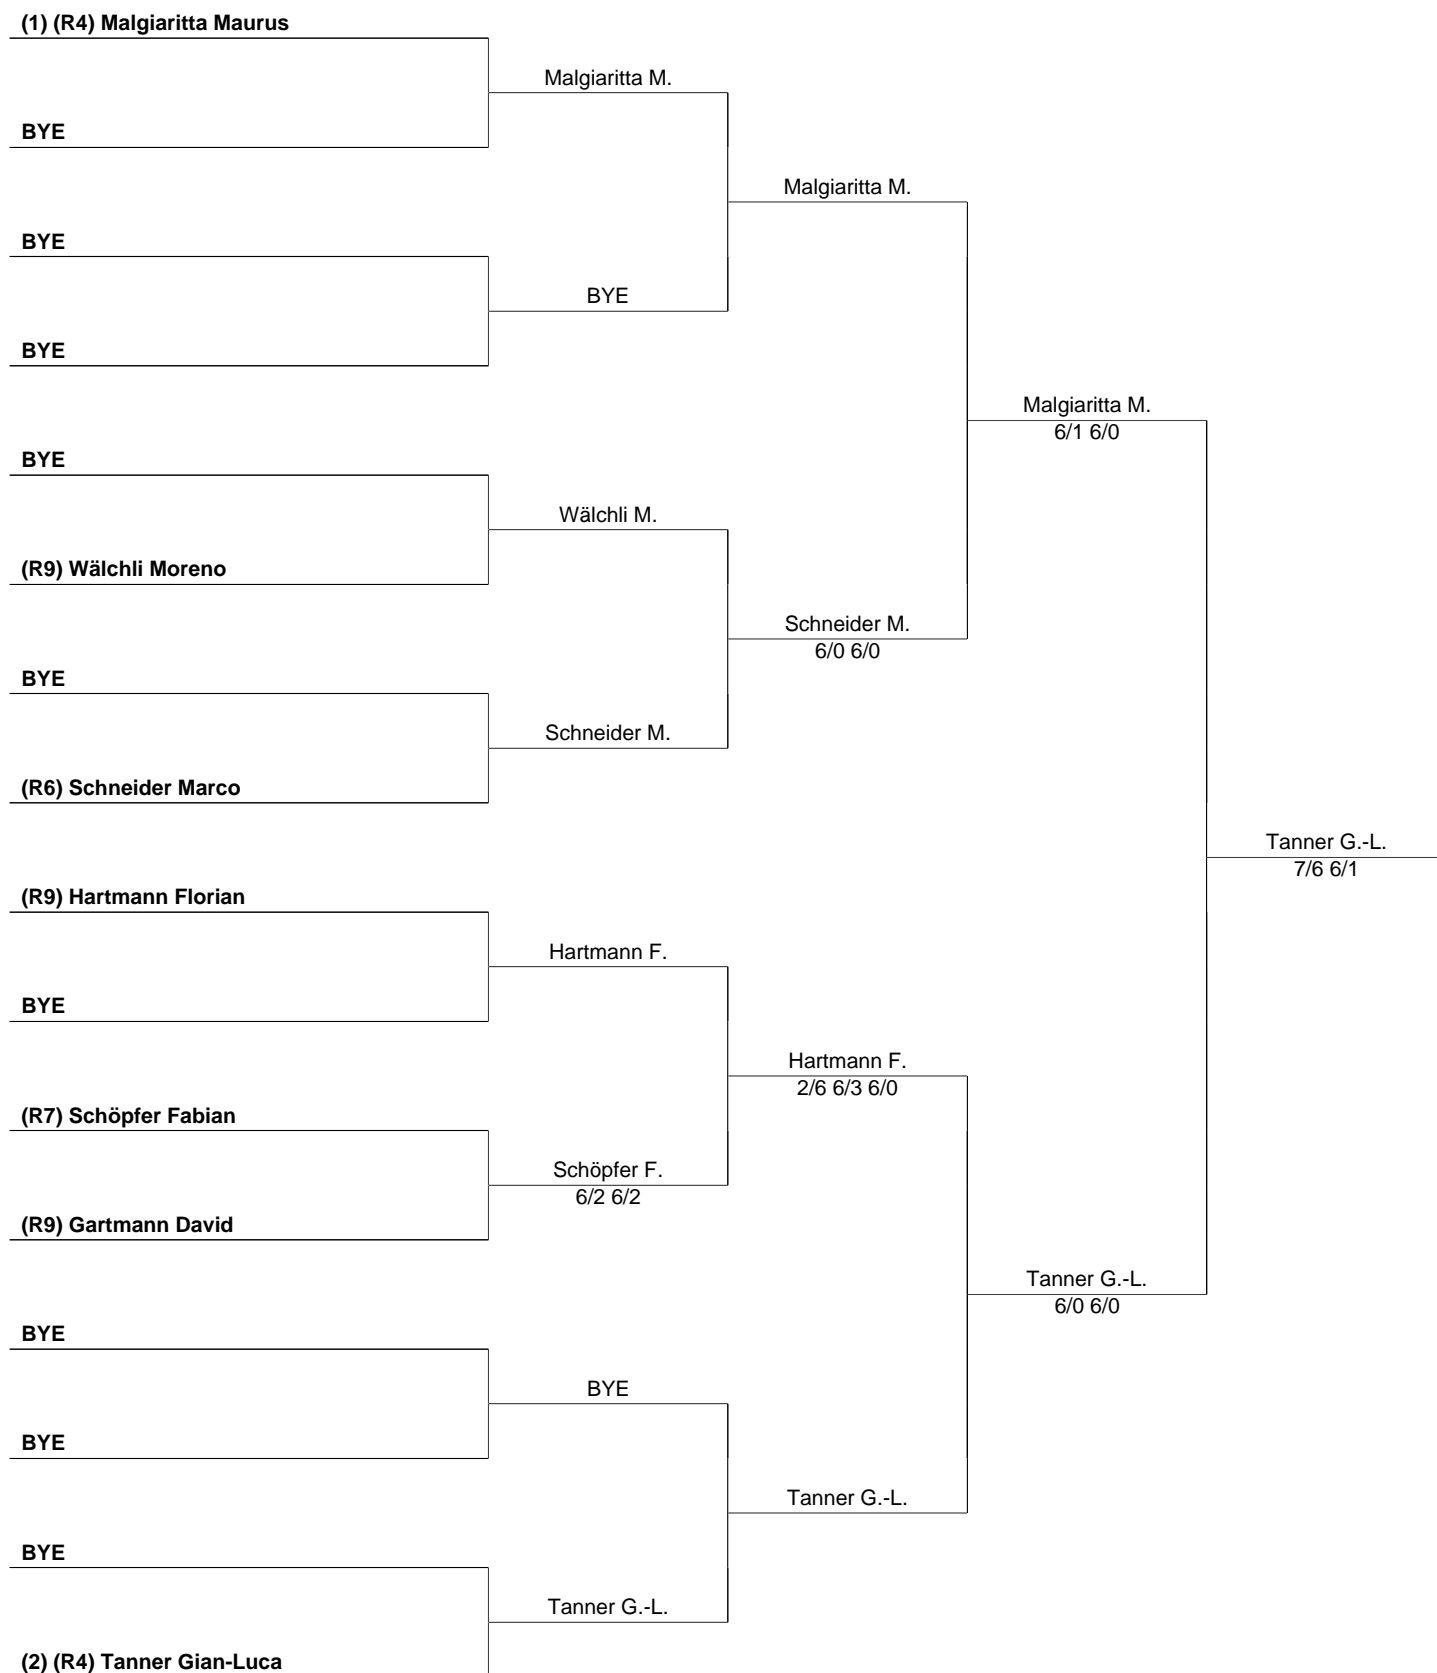 (1) (R4) Malgiaritta Maurus
Malgiaritta M.
BYE
Malgiaritta M.
BYE
BYE
BYE
Malgiaritta M.
6/1 6/0
BYE
Wälchli M.
(R9) Wälchli Moreno
Schneider M.
6/0 6/0
BYE
Schneider M.
(R6) Schneider Marco
Tanner G.-L.
7/6 6/1
(R9) Hartmann Florian
Hartmann F.
BYE
Hartmann F.
2/6 6/3 6/0
(R7) Schöpfer Fabian
Schöpfer F.
6/2 6/2
(R9) Gartmann David
Tanner G.-L.
6/0 6/0
BYE
BYE
BYE
Tanner G.-L.
BYE
Tanner G.-L.
(2) (R4) Tanner Gian-Luca